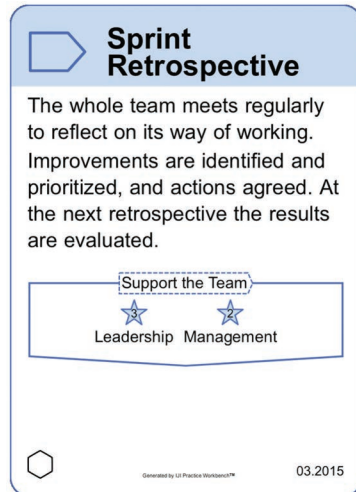 Sprint
Retrospective
The whole team meets regularly
to reflect on its way of working.
Improvements are identified and
prioritized, and actions agreed. At
the next retrospective the results
are evaluated.
Support the Team
3 2
Leadership Management
Generated by IJI Practice Workbench™ 03.2015